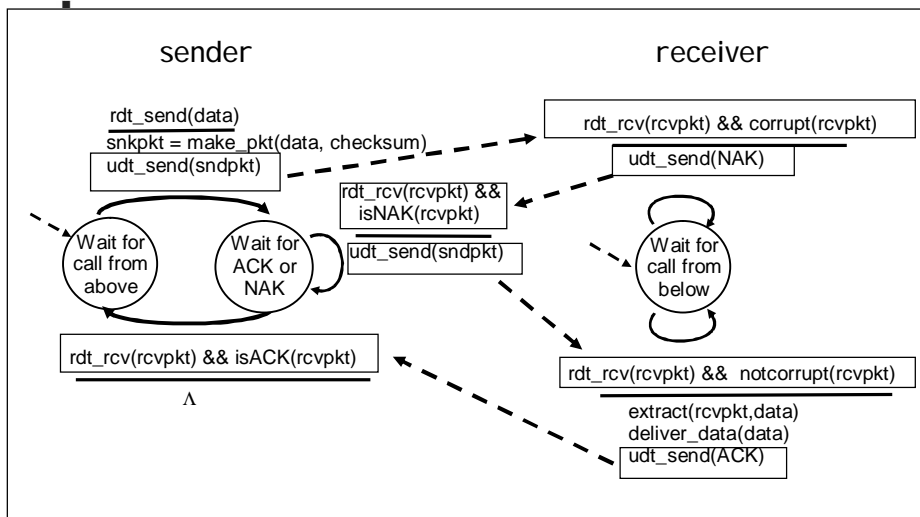 sender
receiver
rdt_send(data)
snkpkt = make_pkt(data, checksum)
udt_send(sndpkt)
rdt_rcv(rcvpkt) && corrupt(rcvpkt)
udt_send(NAK)
rdt_rcv(rcvpkt) &&
isNAK(rcvpkt)
udt_send(sndpkt)
Wait for
call from
above
Wait for
ACK or
NAK
Wait for
call from
below
rdt_rcv(rcvpkt) && isACK(rcvpkt)
Λ
rdt_rcv(rcvpkt) && notcorrupt(rcvpkt)
extract(rcvpkt,data)
deliver_data(data)
udt_send(ACK)